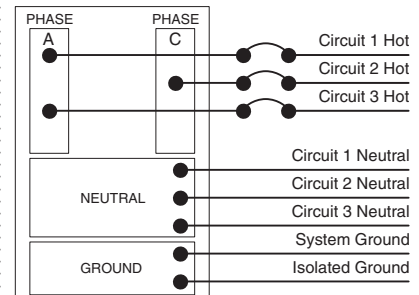 PHASE PHASE
A C
Circuit 1 Hot
Circuit 2 Hot
Circuit 3 Hot
Circuit 1 Neutral
NEUTRAL
Circuit 2 Neutral
Circuit 3 Neutral
System Ground
GROUND
Isolated Ground